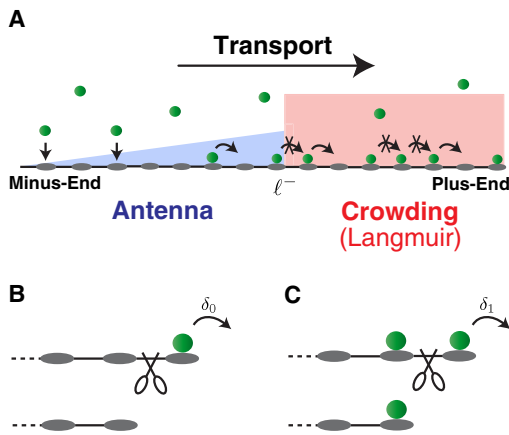 A
Transport
Minus-End
ℓ⁻
Plus-End
Antenna
Crowding
(Langmuir)
B
δ₀
C
δ₁